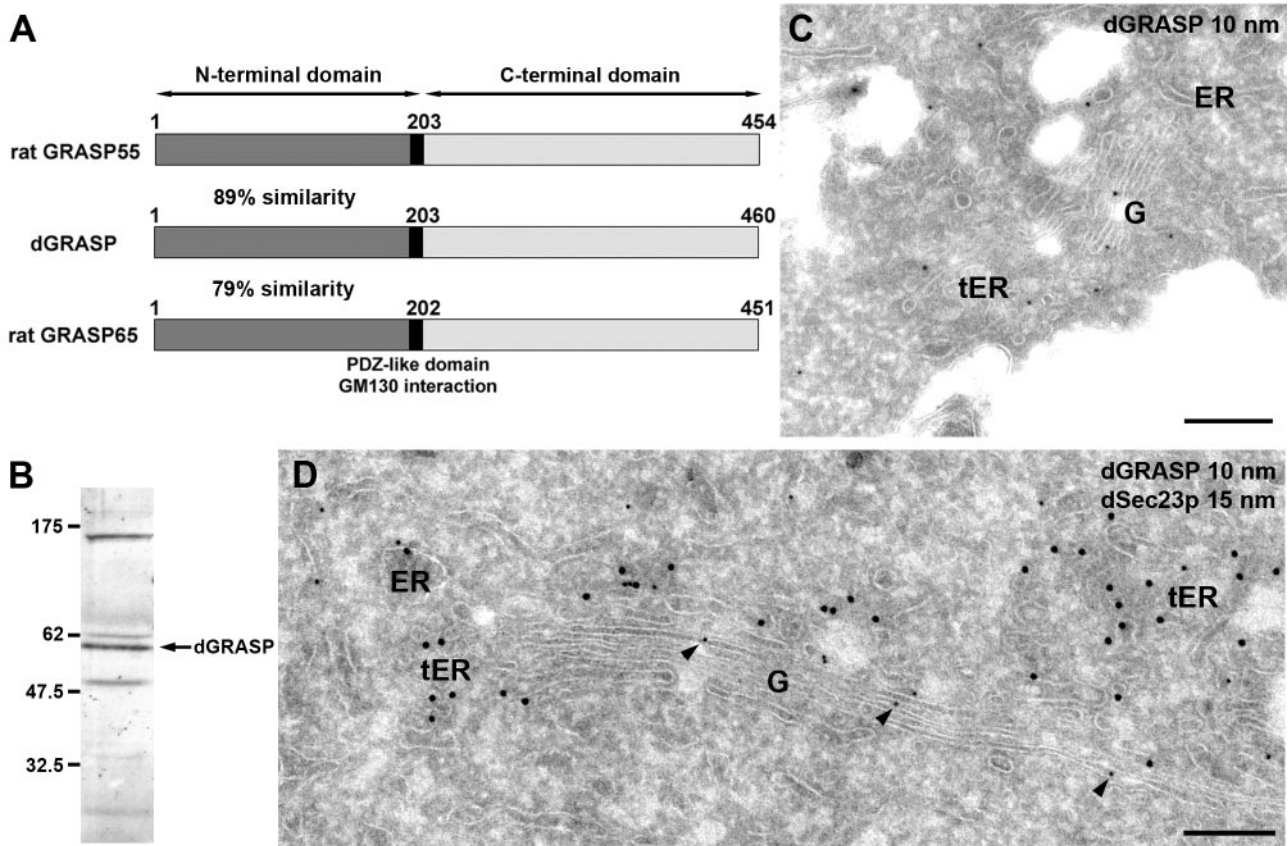 A
N-terminal domain C-terminal domain
1 203 454
rat GRASP55
89% similarity
1 203 460
dGRASP
79% similarity
1 202 451
rat GRASP65
PDZ-like domain
GM130 interaction
B
175
62
dGRASP
47.5
32.5
C
dGRASP 10 nm
ER
G
tER
D
dGRASP 10 nm
dSec23p 15 nm
ER
tER
tER
G